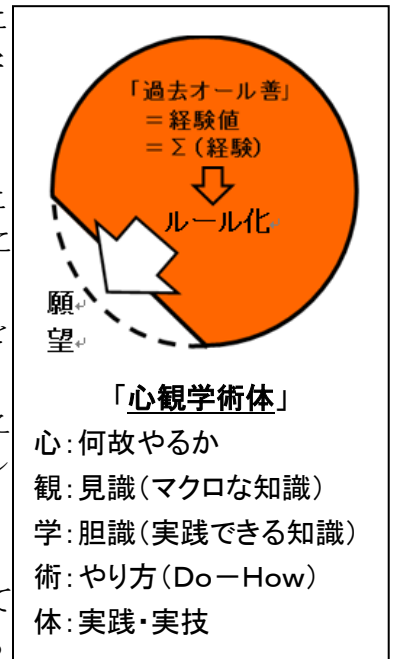 「過去オール善」
＝経験値
＝Σ(経験)
ルール化
願
望
「心観学術体」
心：何故やるか
観：見識（マクロな知識）
学：胆識（実践できる知識）
術：やり方（Ｄｏ－Ｈｏｗ）
体：実践・実技